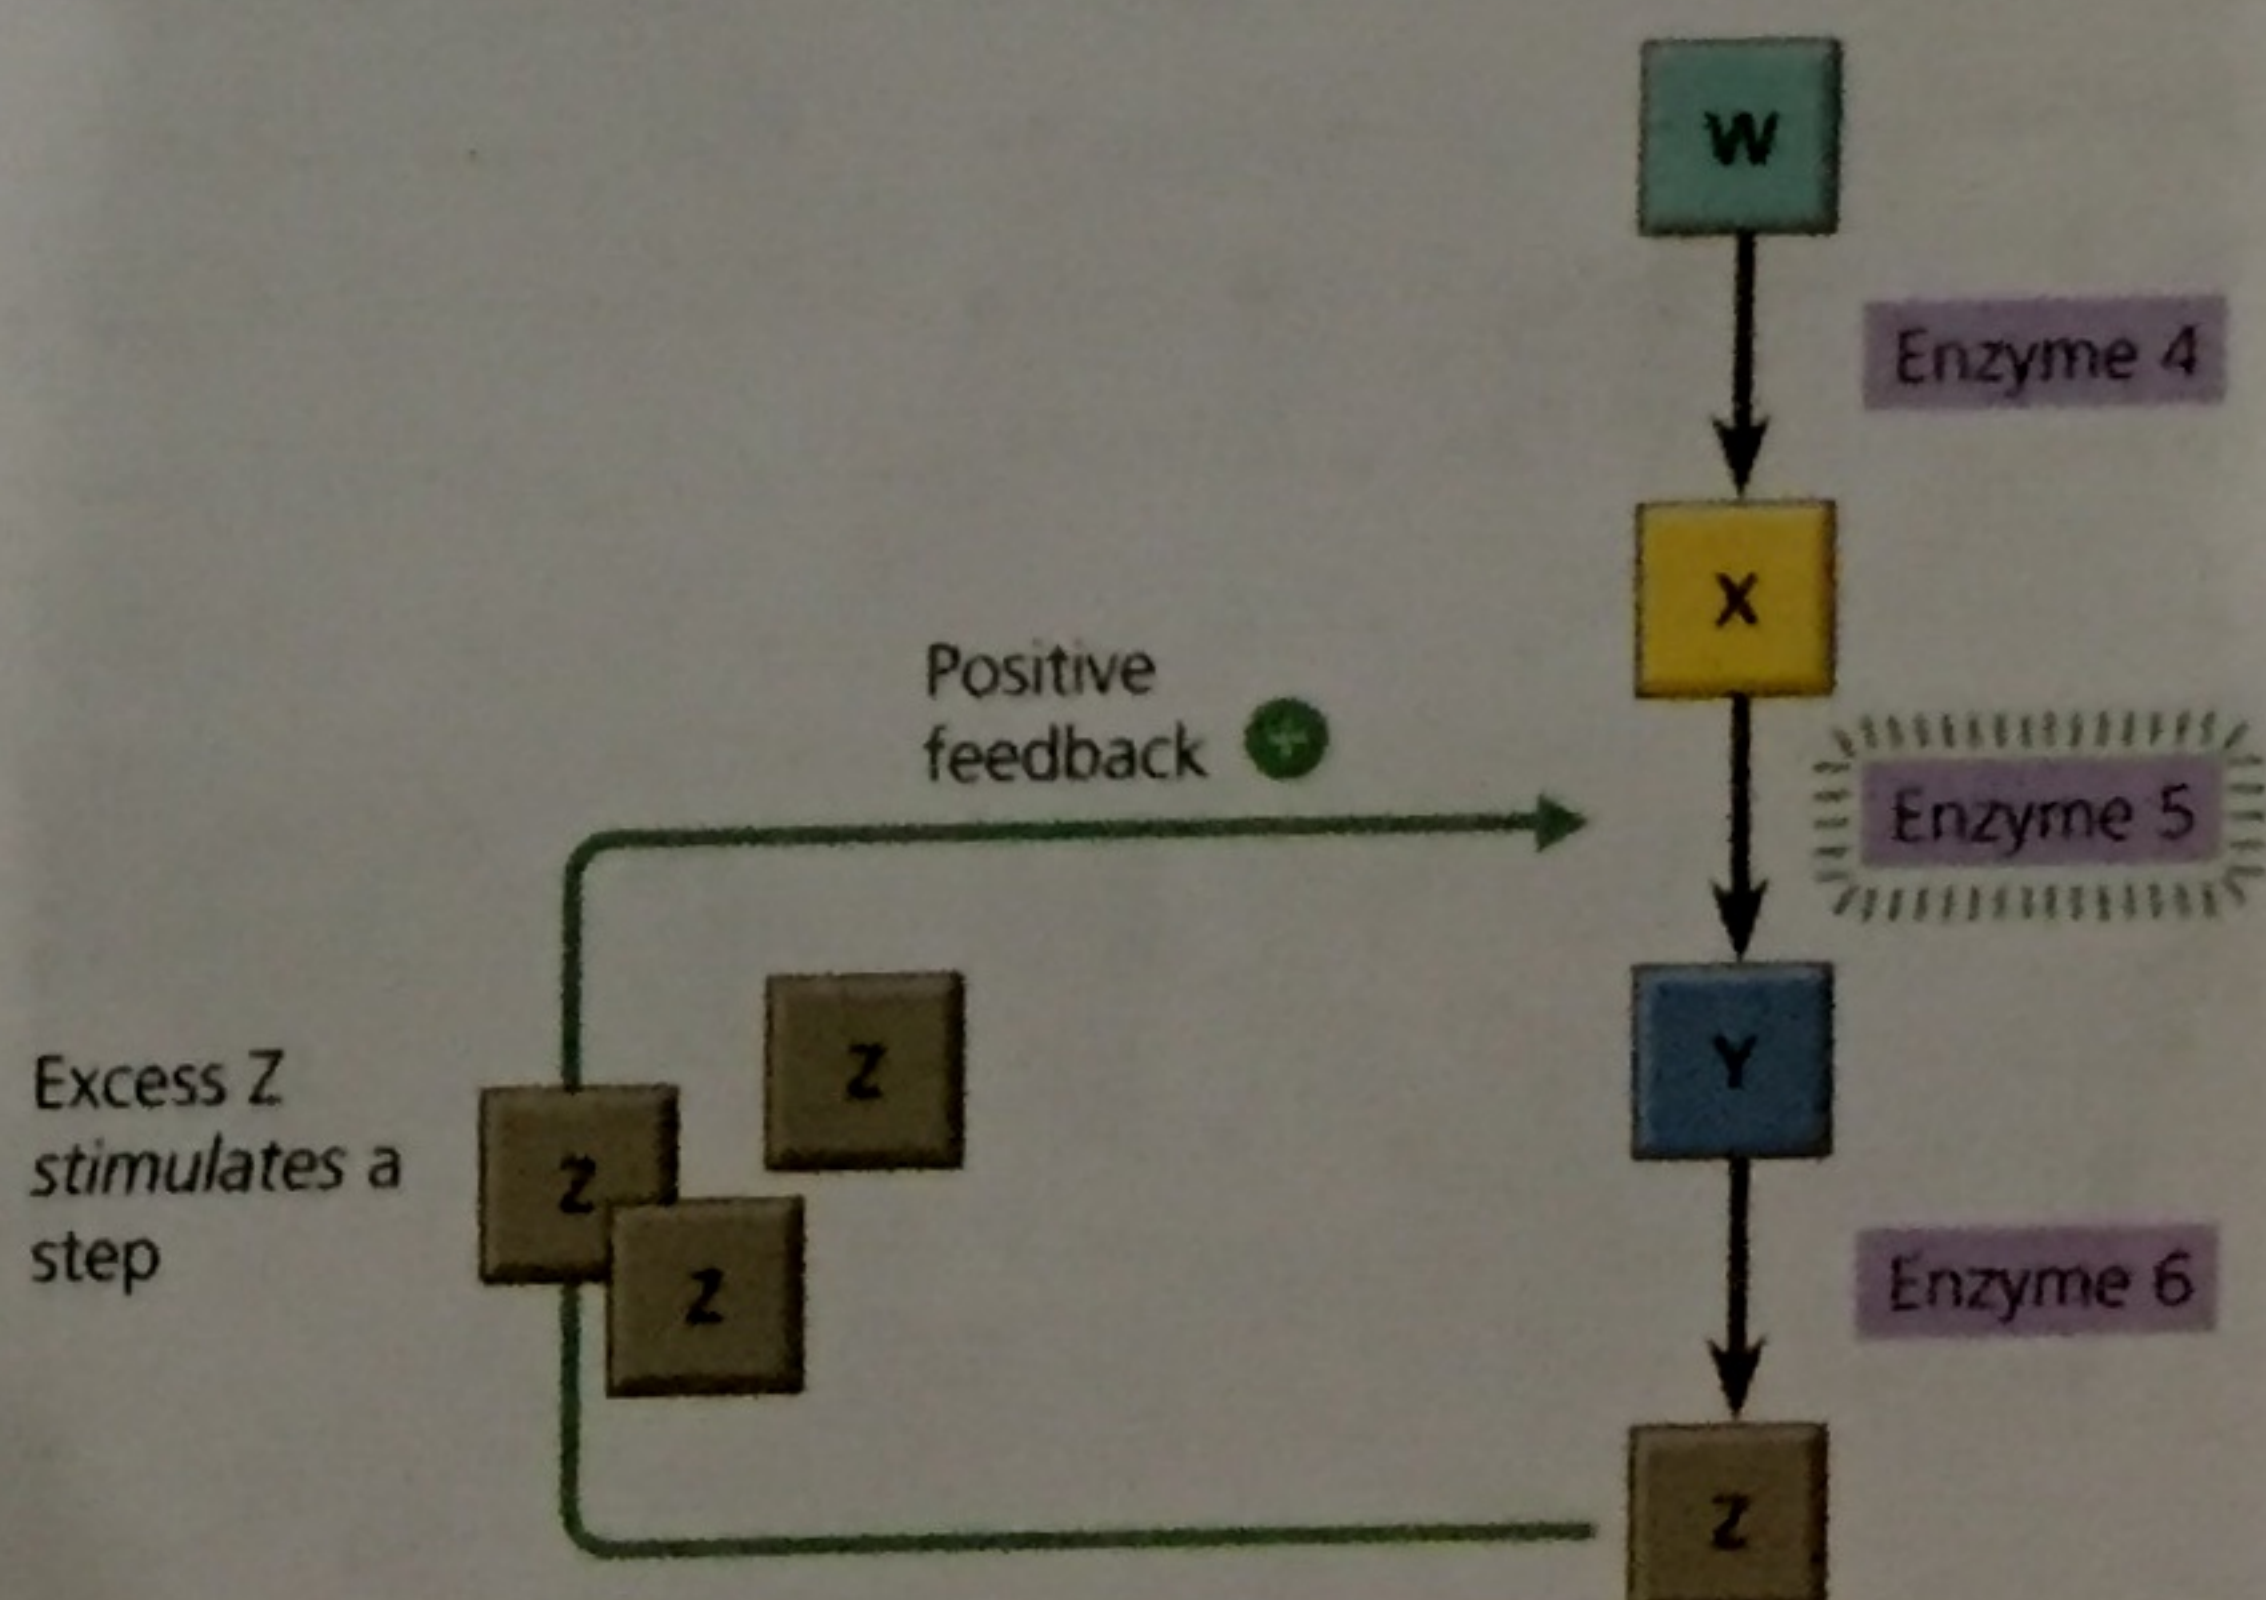 W
Enzyme 4
X
Positive
feedback +
Enzyme 5
Z
Y
Excess Z
stimulates a
step
Z
Z
Enzyme 6
Z